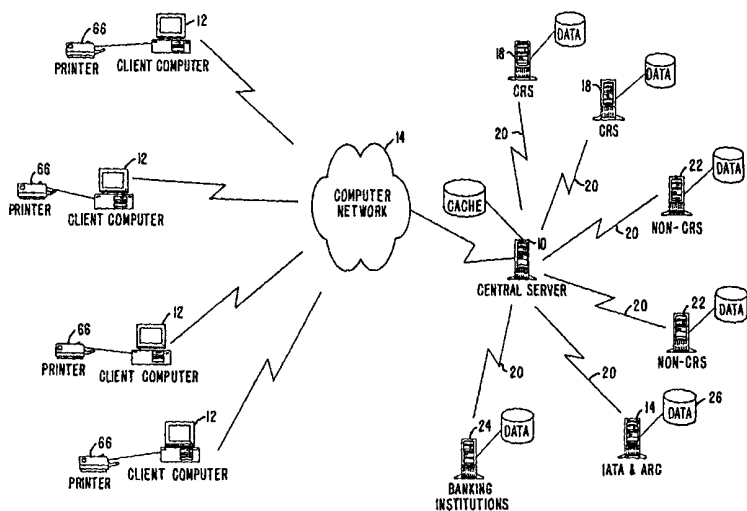 66
12
PRINTER
CLIENT COMPUTER
66
12
PRINTER
CLIENT COMPUTER
66
12
PRINTER
CLIENT COMPUTER
66
12
PRINTER
CLIENT COMPUTER
14
COMPUTER
NETWORK
CACHE
10
CENTRAL SERVER
18
DATA
CRS
20
18
DATA
CRS
20
22
DATA
NON-CRS
20
22
DATA
NON-CRS
20
14
DATA
26
IATA & ARC
20
24
DATA
BANKING
INSTITUTIONS
20